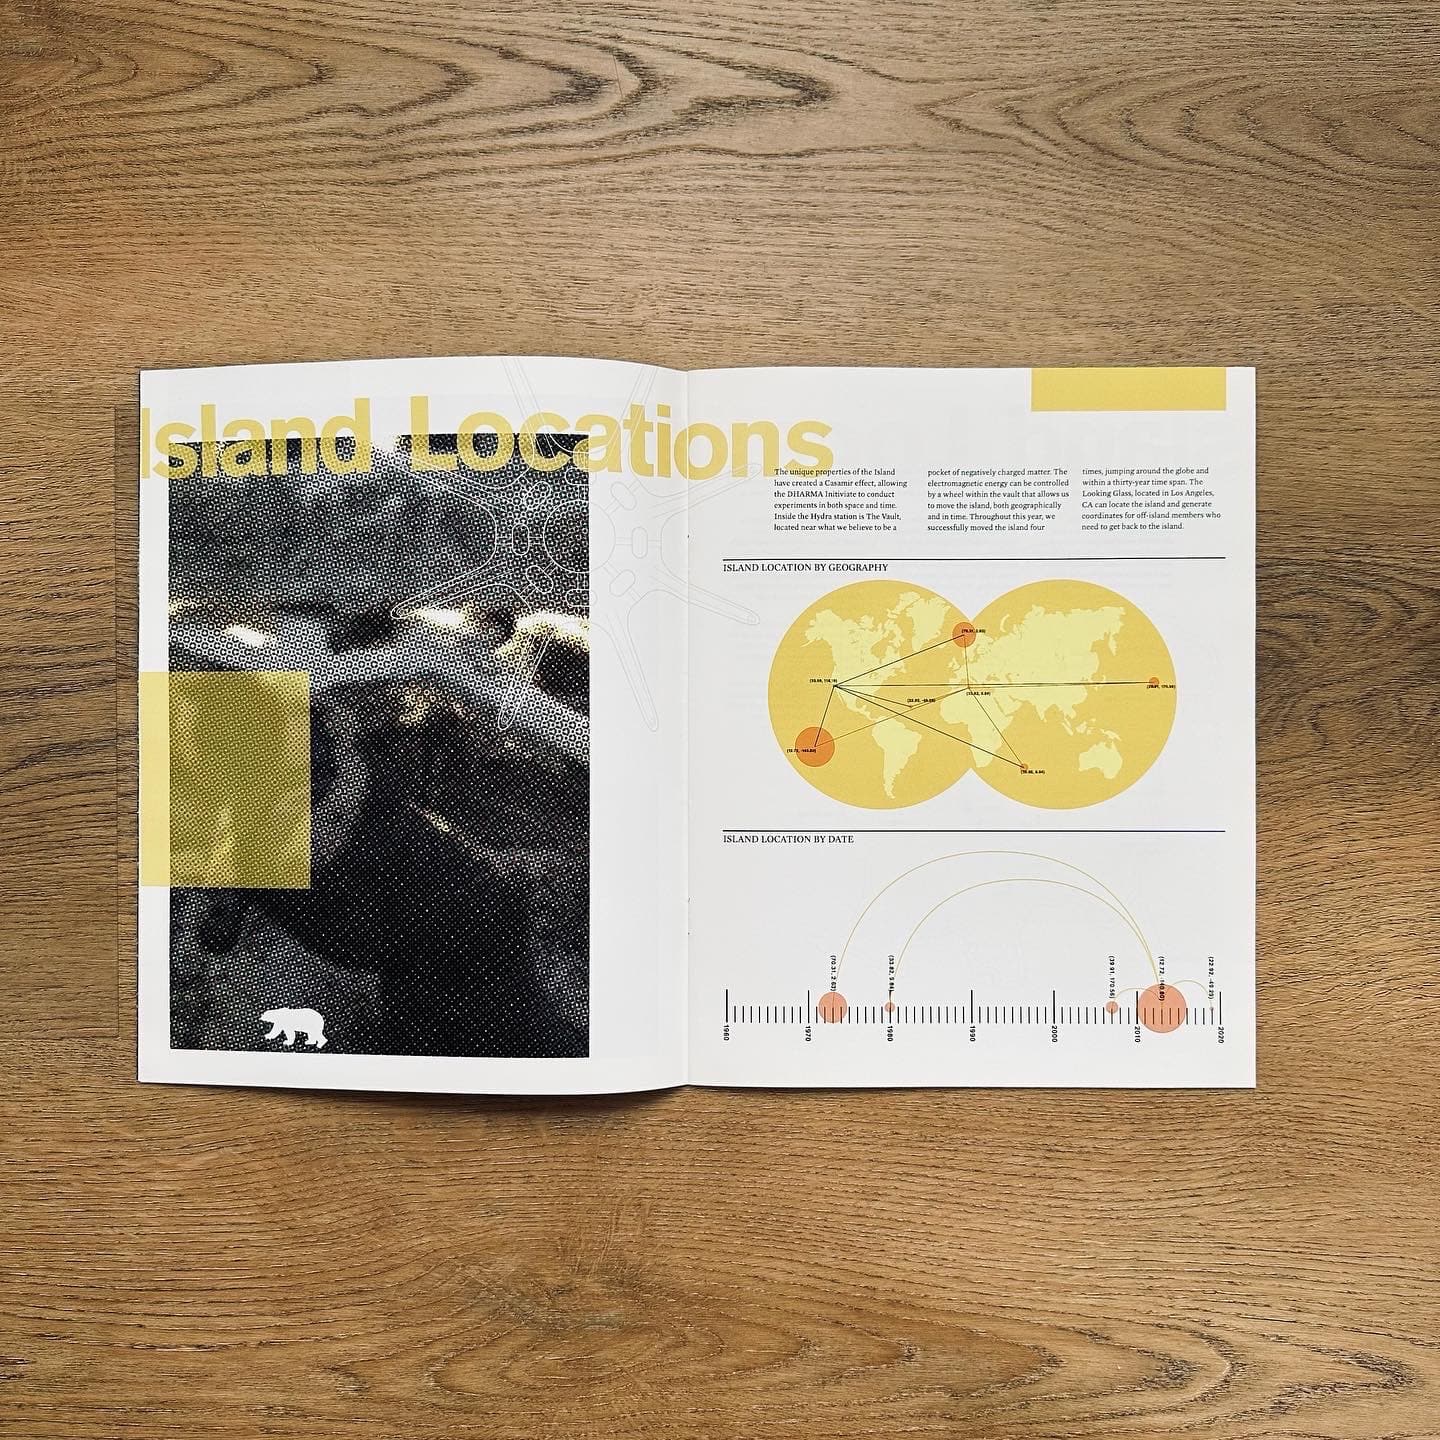 Island Locations
The unique properties of the Island
have created a Casamir effect, allowing
the DHARMA Initiviate to conduct
experiments in both space and time.
Inside the Hydra station is The Vault,
located near what we believe to be a
pocket of negatively charged matter. The
electromagnetic energy can be controlled
by a wheel within the vault that allows us
to move the island, both geographically
and in time. Throughout this year, we
successfully moved the island four
times, jumping around the globe and
within a thirty-year time span. The
Looking Glass, located in Los Angeles,
CA can locate the island and generate
coordinates for off-island members who
need to get back to the island.
ISLAND LOCATION BY GEOGRAPHY
ISLAND LOCATION BY DATE
1960
1970
1980
1990
2000
2010
2020